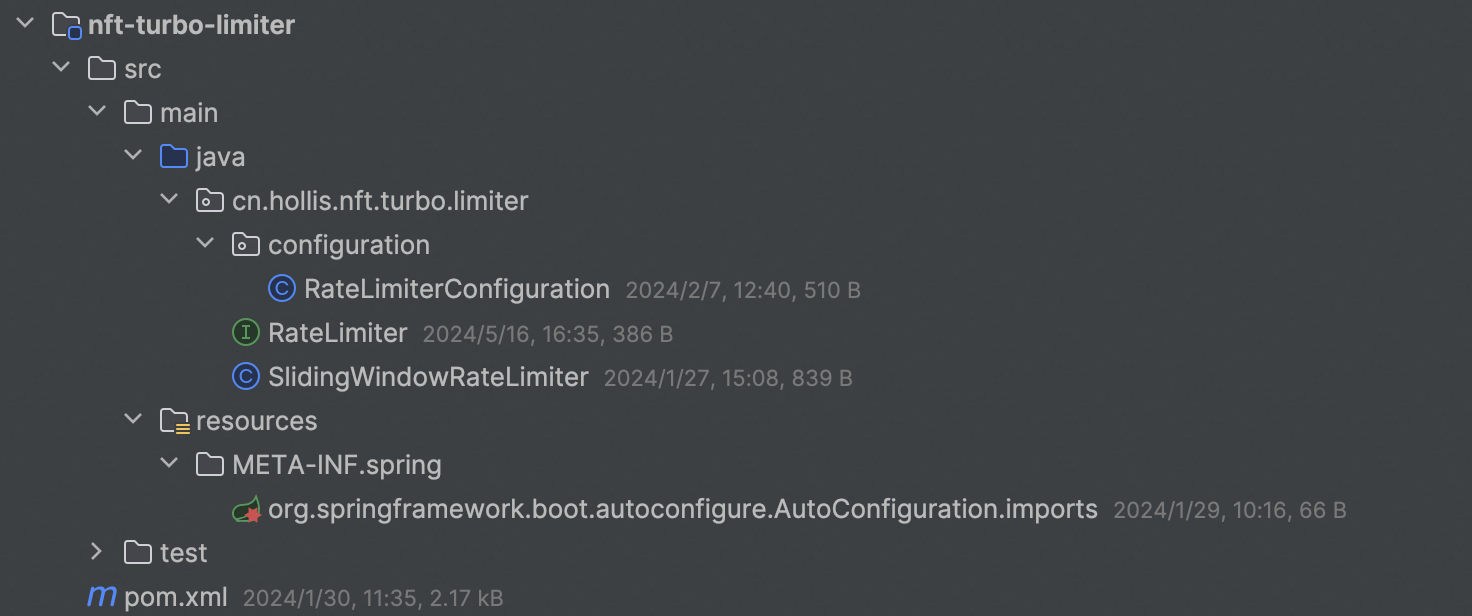 nft-turbo-limiter
src
main
java
cn.hollis.nft.turbo.limiter
configuration
C RateLimiterConfiguration 2024/2/7, 12:40, 510 B
I RateLimiter 2024/5/16, 16:35, 386 B
C SlidingWindowRateLimiter 2024/1/27, 15:08, 839 B
resources
META-INF.spring
org.springframework.boot.autoconfigure.AutoConfiguration.imports 2024/1/29, 10:16, 66 B
test
m pom.xml 2024/1/30, 11:35, 2.17 kB